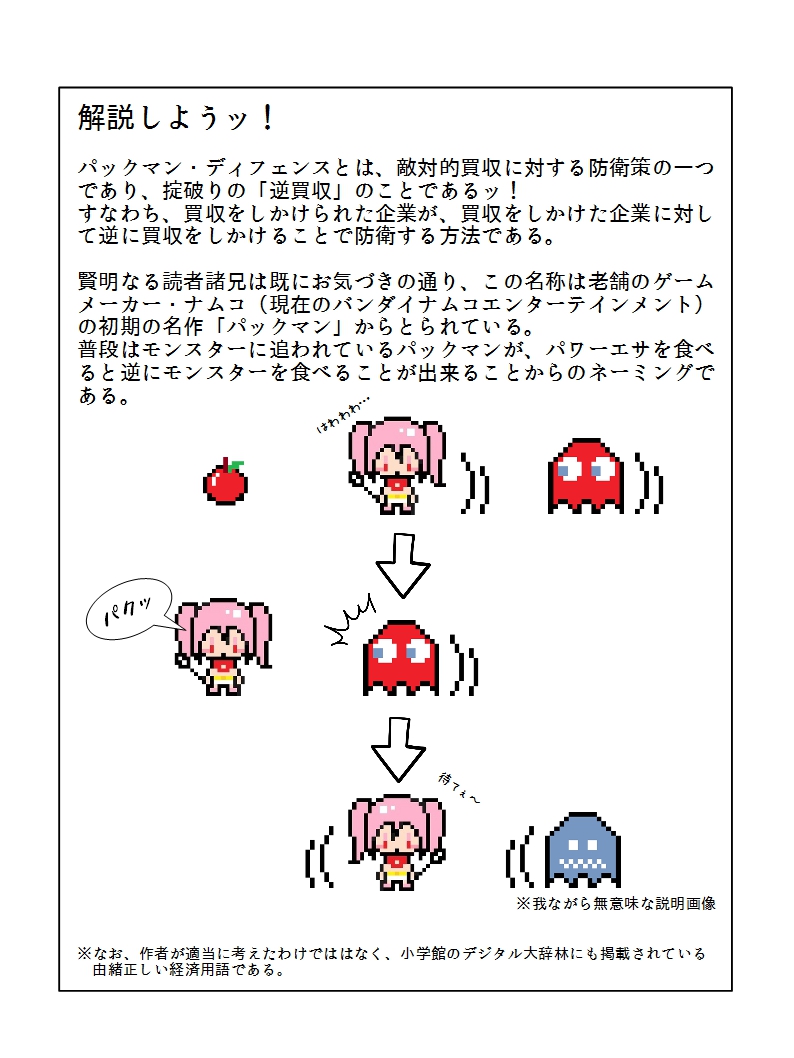 解説しようッ！
パックマン・ディフェンスとは、敵対的買収に対する防衛策の一つ
であり、掟破りの「逆買収」のことであるッ！
すなわち、買収をしかけられた企業が、買収をしかけた企業に対し
て逆に買収をしかけることで防衛する方法である。
賢明なる読者諸兄は既にお気づきの通り、この名称は老舗のゲーム
メーカー・ナムコ（現在のバンダイナムコエンターテインメント）
の初期の名作「パックマン」からとられている。
普段はモンスターに追われているパックマンが、パワーエサを食べ
ると逆にモンスターを食べることが出来ることからのネーミングで
ある。
はわわわ…
パクッ
待てぇ～
※我ながら無意味な説明画像
※なお、作者が適当に考えたわけでははなく、小学館のデジタル大辞林にも掲載されている
由緒正しい経済用語である。